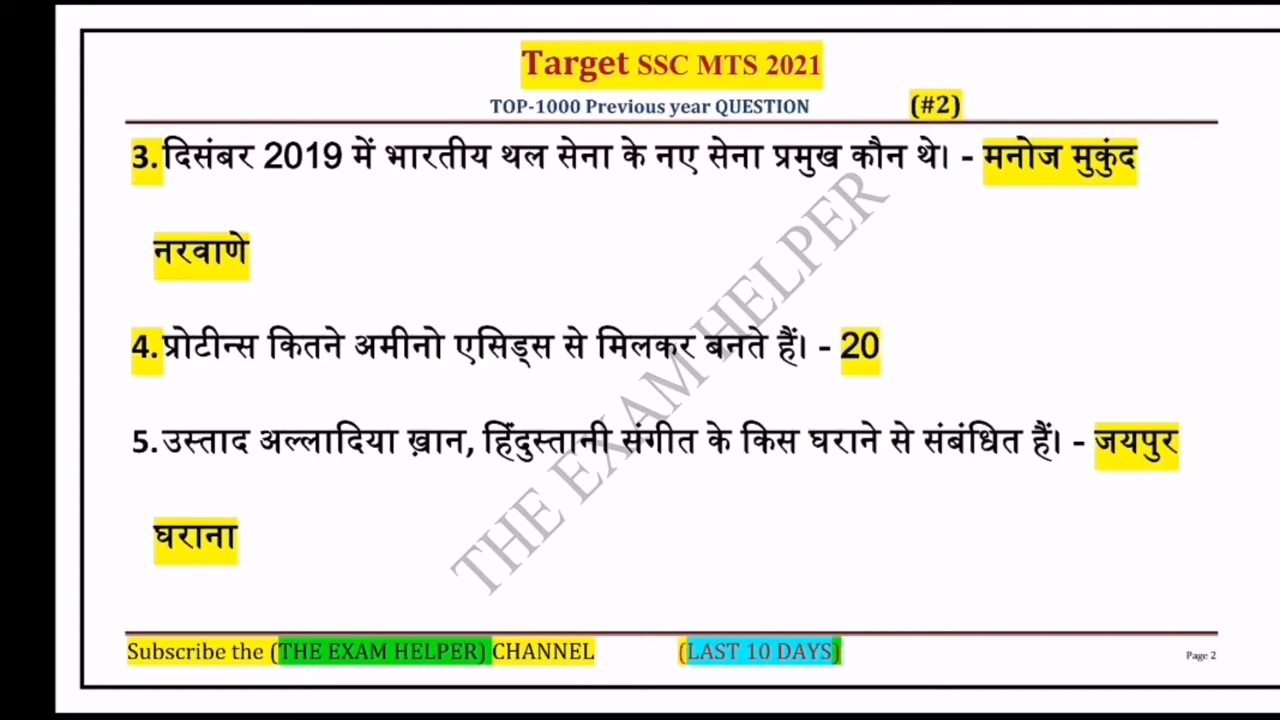 Target SSC MTS 2021
TOP-1000 Previous year QUESTION (#2)
3. दिसंबर 2019 में भारतीय थल सेना के नए सेना प्रमुख कौन थे। - मनोज मुकुंद
नरवाणे
4. प्रोटीन्स कितने अमीनो एसिड्स से मिलकर बनते हैं। - 20
5. उस्ताद अल्लादिया ख़ान, हिंदुस्तानी संगीत के किस घराने से संबंधित हैं। - जयपुर
घराना
THE EXAM HELPER
Subscribe the (THE EXAM HELPER) CHANNEL (LAST 10 DAYS)
Page 2